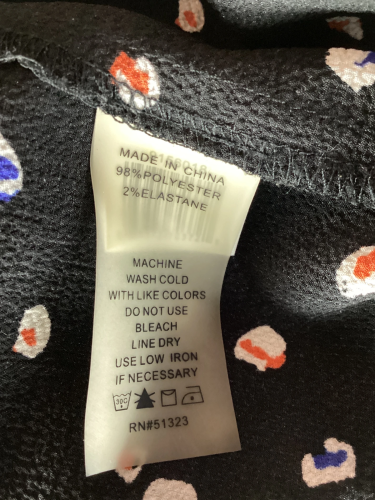 MADE IN CHINA
98%POLYESTER
2%ELASTANE
MACHINE
WASH COLD
WITH LIKE COLORS
DO NOT USE
BLEACH
LINE DRY
USE LOW IRON
IF NECESSARY
30C
RN#51323